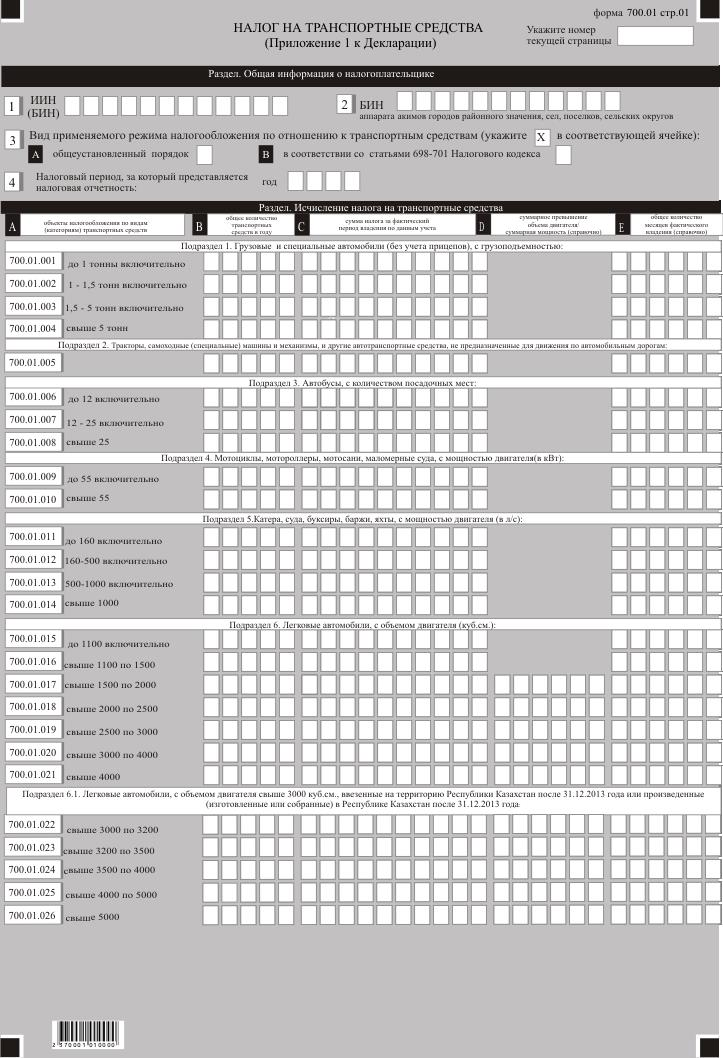 форма 700.01 стр.01
НАЛОГ НА ТРАНСПОРТНЫЕ СРЕДСТВА
(Приложение 1 к Декларации)
Укажите номер
текущей страницы
Раздел. Общая информация о налогоплательщике
1 ИИН
(БИН)
2 БИН
аппарата акимов городов районного значения, сел, поселков, сельских округов
3 Вид применяемого режима налогообложения по отношению к транспортным средствам (укажите X в соответствующей ячейке):
A общеустановленный порядок B в соответствии со статьями 698-701 Налогового кодекса
4 Налоговый период, за который представляется
налоговая отчетность: год
Раздел. Исчисление налога на транспортные средства
A объекты налогообложения по видам
(категориям) транспортных средств
B общее количество
транспортных
средств в году
C сумма налога за фактический
период владения по данным учета
D суммарное превышение
объема двигателя/
суммарная мощность (справочно)
E общее количество
месяцев фактического
владения (справочно)
Подраздел 1. Грузовые и специальные автомобили (без учета прицепов), с грузоподъемностью:
700.01.001 до 1 тонны включительно
700.01.002 1 - 1,5 тонн включительно
700.01.003 1,5 - 5 тонн включительно
700.01.004 свыше 5 тонн
Подраздел 2. Тракторы, самоходные (специальные) машины и механизмы, и другие автотранспортные средства, не предназначенные для движения по автомобильным дорогам:
700.01.005
Подраздел 3. Автобусы, с количеством посадочных мест:
700.01.006 до 12 включительно
700.01.007 12 - 25 включительно
700.01.008 свыше 25
Подраздел 4. Мотоциклы, мотороллеры, мотосани, маломерные суда, с мощностью двигателя(в кВт):
700.01.009 до 55 включительно
700.01.010 свыше 55
Подраздел 5.Катера, суда, буксиры, баржи, яхты, с мощностью двигателя (в л/с):
700.01.011 до 160 включительно
700.01.012 160-500 включительно
700.01.013 500-1000 включительно
700.01.014 свыше 1000
Подраздел 6. Легковые автомобили, с объемом двигателя (куб.см.):
700.01.015 до 1100 включительно
700.01.016 свыше 1100 по 1500
700.01.017 свыше 1500 по 2000
700.01.018 свыше 2000 по 2500
700.01.019 свыше 2500 по 3000
700.01.020 свыше 3000 по 4000
700.01.021 свыше 4000
Подраздел 6.1. Легковые автомобили, с объемом двигателя свыше 3000 куб.см., ввезенные на территорию Республики Казахстан после 31.12.2013 года или произведенные
(изготовленные или собранные) в Республике Казахстан после 31.12.2013 года
700.01.022 свыше 3000 по 3200
700.01.023 свыше 3200 по 3500
700.01.024 свыше 3500 по 4000
700.01.025 свыше 4000 по 5000
700.01.026 свыше 5000
2 370001 010000